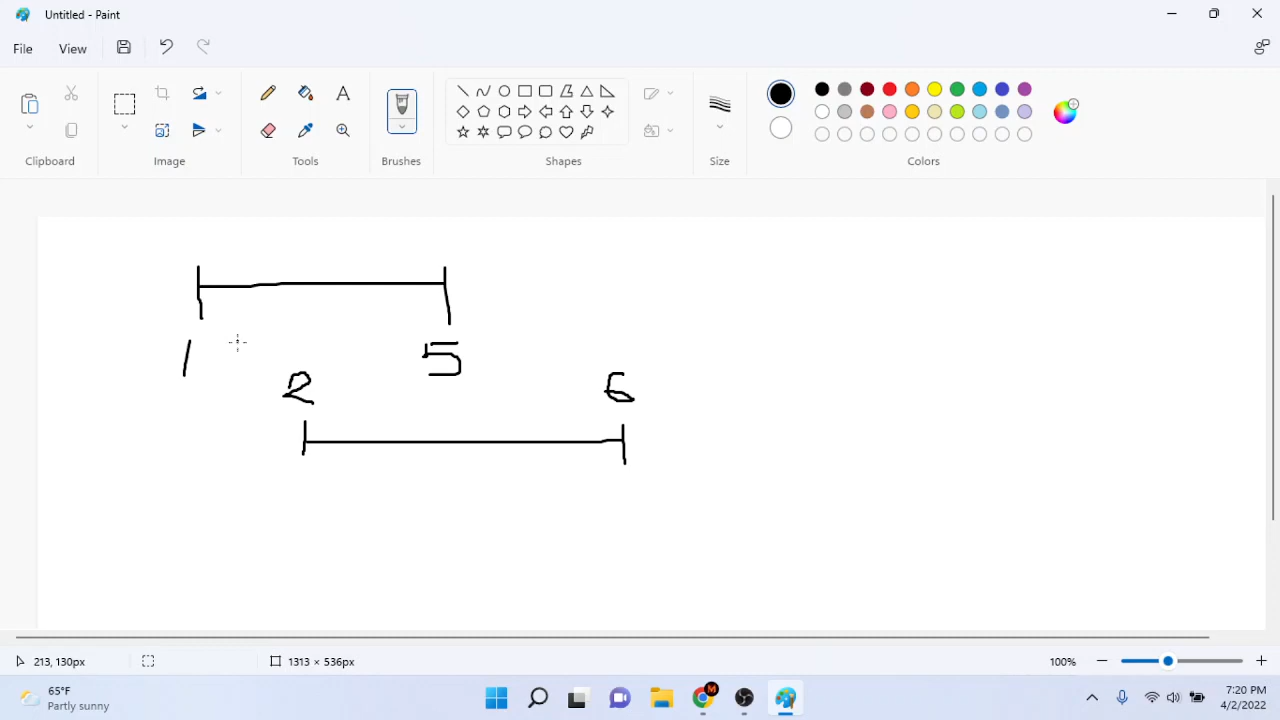 Untitled - Paint
File View
Clipboard Image Tools Brushes Shapes Size Colors
A
1 5
2 6
213, 130px 1313 × 536px 100%
65°F
Partly sunny
M
7:20 PM
4/2/2022